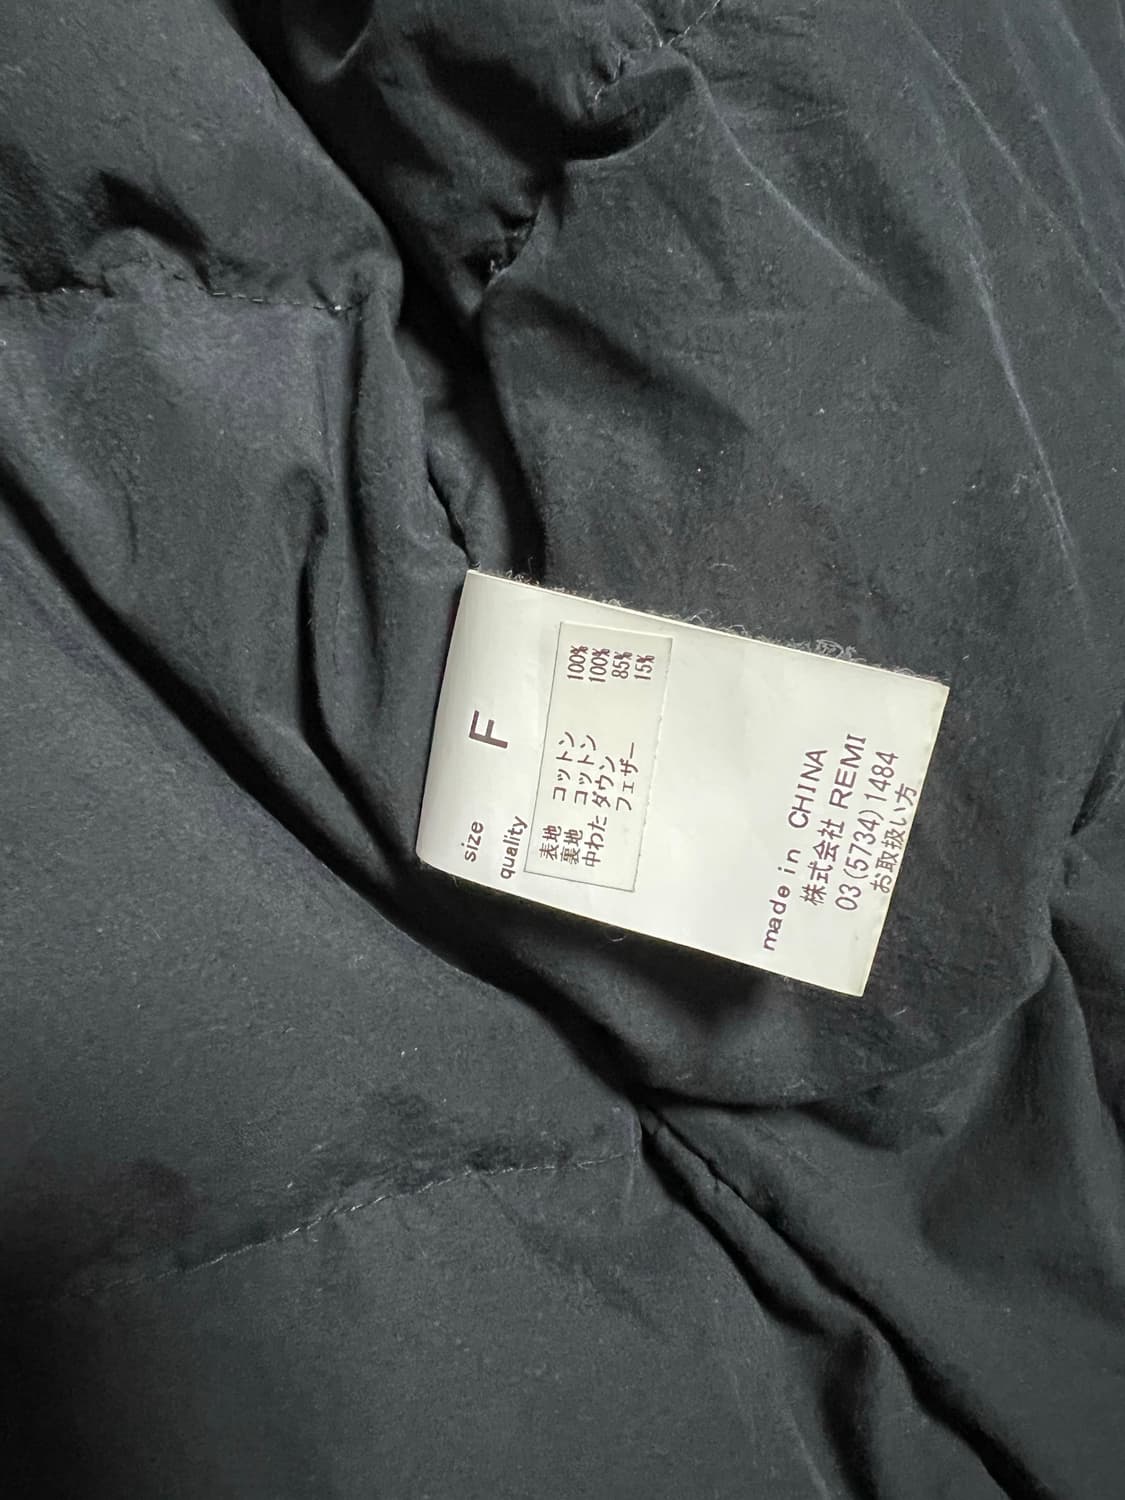 size F
quality
表地 コットン 100%
裏地 コットン 100%
中わた ダウン 85%
フェザー 15%
made in CHINA
株式会社 REMI
03(5734)1484
お取扱い方